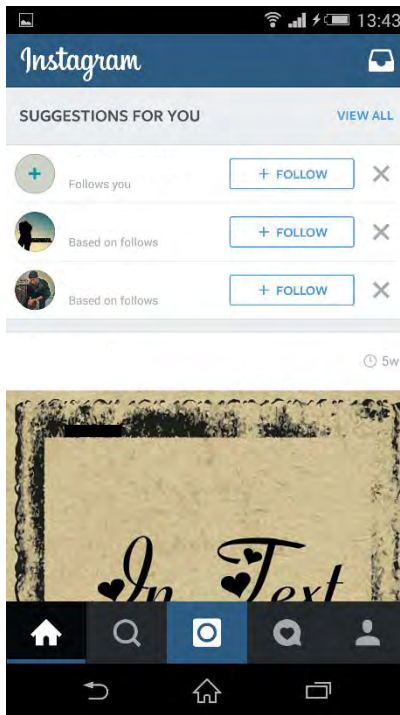 13:43
Instagram
SUGGESTIONS FOR YOU VIEW ALL
Follows you + FOLLOW
Based on follows + FOLLOW
Based on follows + FOLLOW
5w
In Text